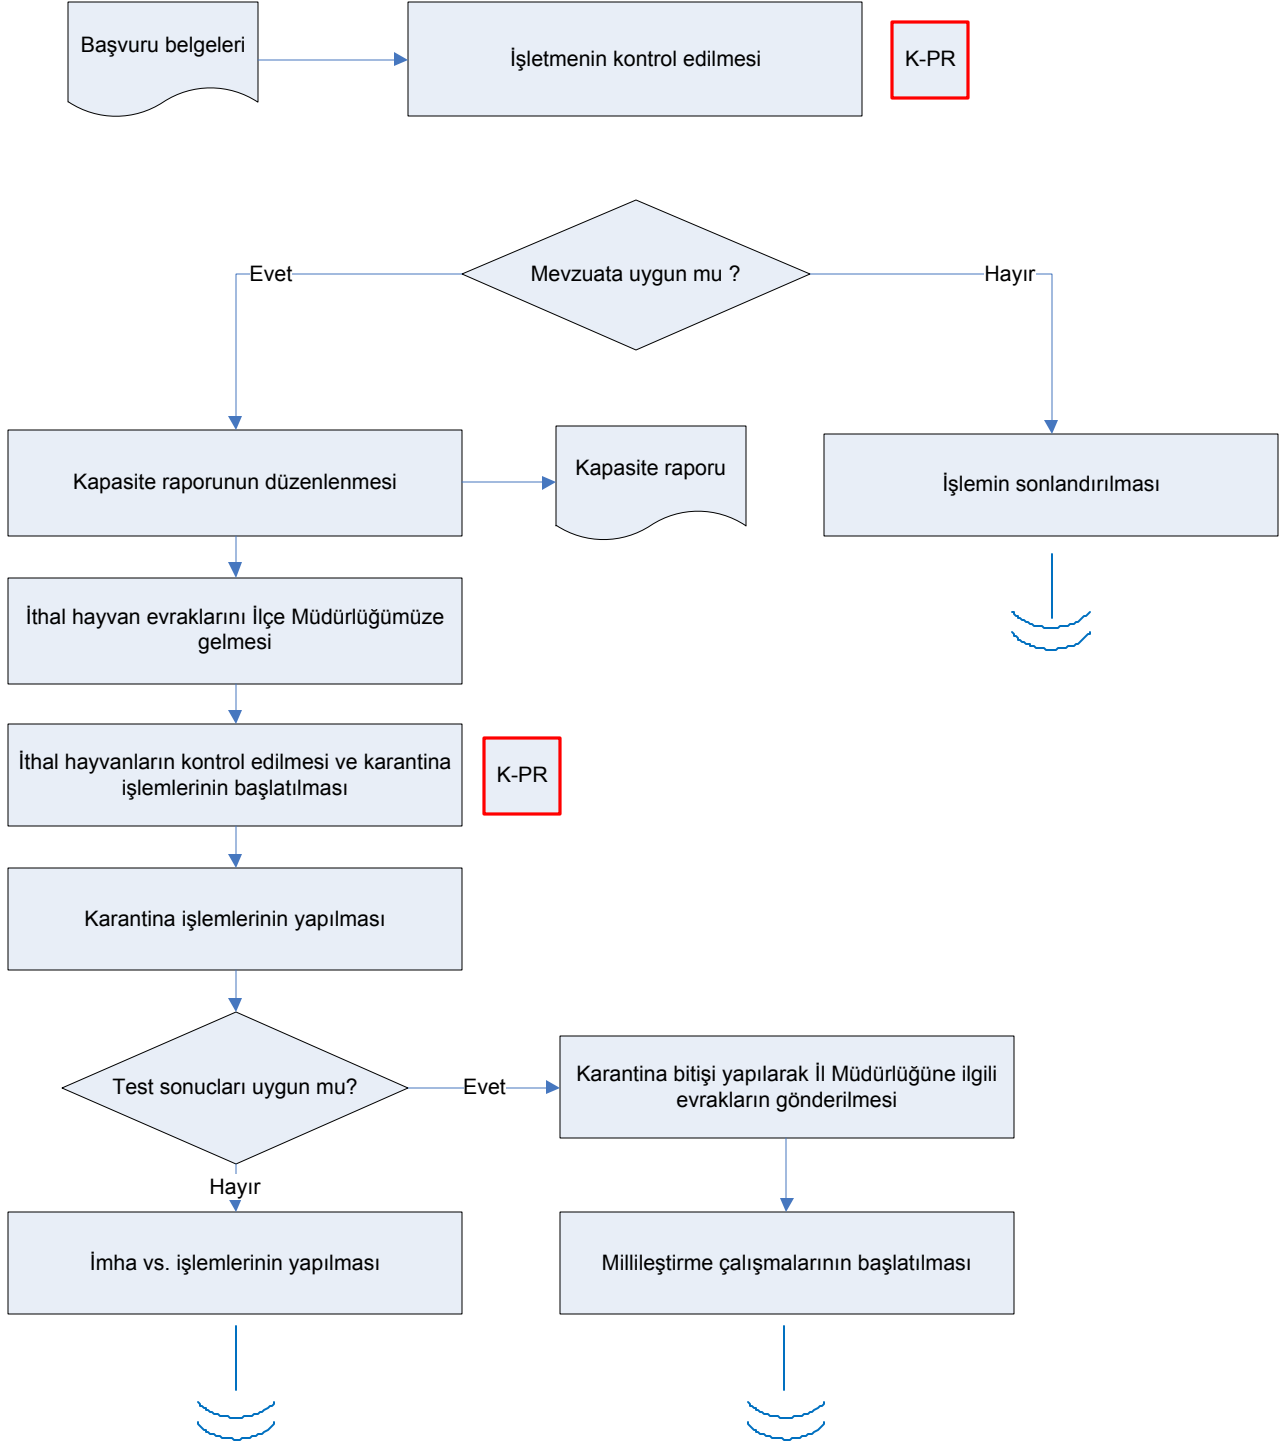 Başvuru belgeleri
İşletmenin kontrol edilmesi
K-PR
Mevzuata uygun mu ?
Evet
Hayır
Kapasite raporunun düzenlenmesi
Kapasite raporu
İşlemin sonlandırılması
İthal hayvan evraklarını İlçe Müdürlüğümüze
gelmesi
İthal hayvanların kontrol edilmesi ve karantina
işlemlerinin başlatılması
K-PR
Karantina işlemlerinin yapılması
Test sonucları uygun mu?
Evet
Karantina bitişi yapılarak İl Müdürlüğüne ilgili
evrakların gönderilmesi
Hayır
İmha vs. işlemlerinin yapılması
Millileştirme çalışmalarının başlatılması